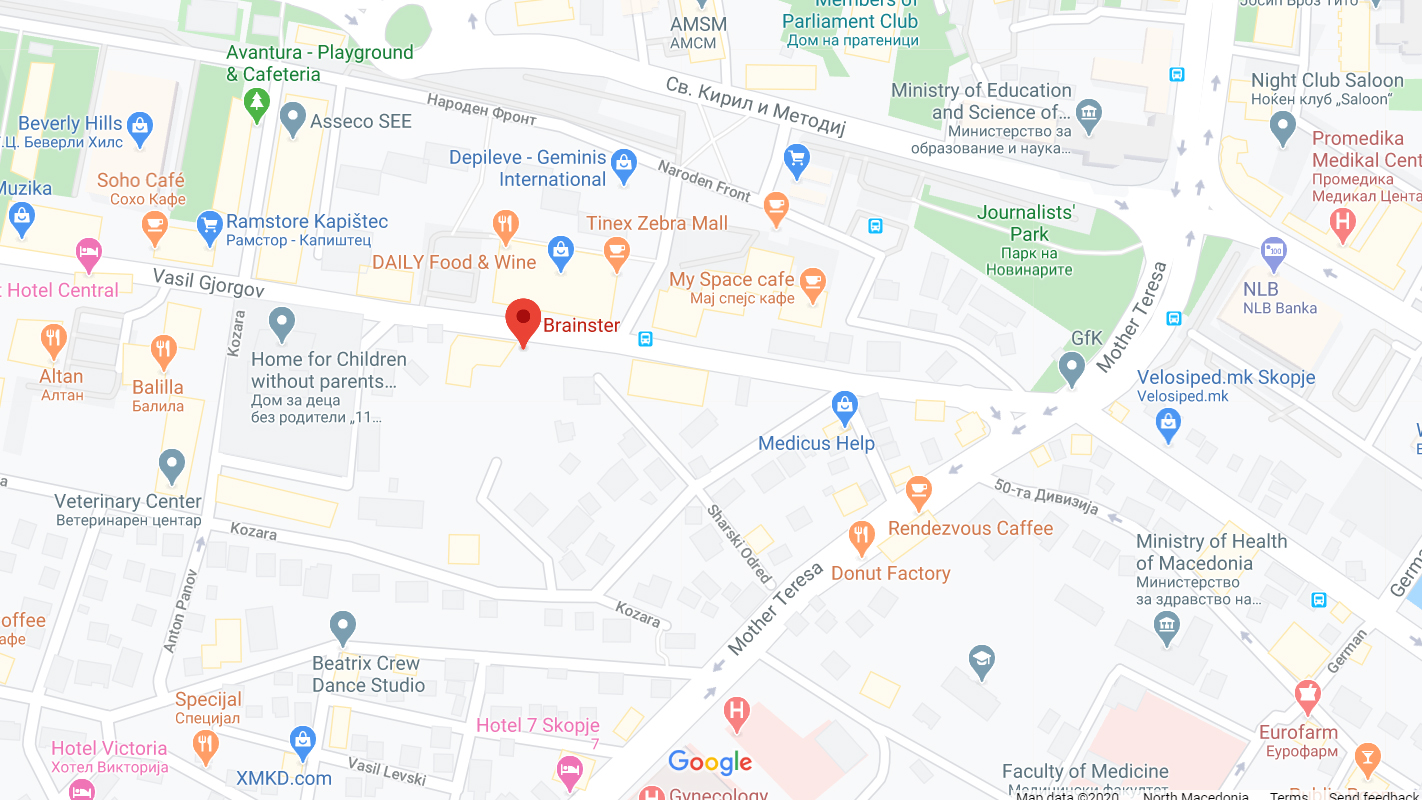 Members of
Parliament Club
Дом на пратеници
AMSM
АМСМ
Јосип Броз Тито
Avantura - Playground
& Cafeteria
Св. Кирил и Методиј
Ministry of Education
and Science of...
Министерство за
образование и наука...
Night Club Saloon
Ноќен клуб „Saloon“
Народен Фронт
Asseco SEE
Beverly Hills
Т.Ц. Беверли Хилс
Promedika
Medikal Cent
Промедика
Медикал Цента
Depileve - Geminis
International
Naroden Front
Muzika
Soho Café
Сохо Кафе
Ramstore Kapištec
Рамстор - Капиштец
Tinex Zebra Mall
Journalists'
Park
Парк на
Новинарите
DAILY Food & Wine
My Space cafe
Мај спејс кафе
t Hotel Central
Vasil Gjorgov
NLB
NLB Banka
Mother Teresa
Kozara
Brainster
GfK
Home for Children
without parents...
Дом за деца
без родители „11...
Altan
Алтан
Balilla
Балила
Velosiped.mk Skopje
Velosiped.mk
Medicus Help
Veterinary Center
Ветеринарен центар
50-та Дивизија
Kozara
Sharski Odred
Rendezvous Caffee
Donut Factory
Ministry of Health
of Macedonia
Министерство
за здравство на...
Germ
Anton Panov
Mother Teresa
Kozara
offee
афе
German
Beatrix Crew
Dance Studio
Specijal
Специјал
Hotel 7 Skopje
7
Eurofarm
Еурофарм
Hotel Victoria
Хотел Викторија
XMKD.com
Vasil Levski
Google
Faculty of Medicine
Медицински факултет
Gynecology
Map data ©2020 North Macedonia Terms Send feedback